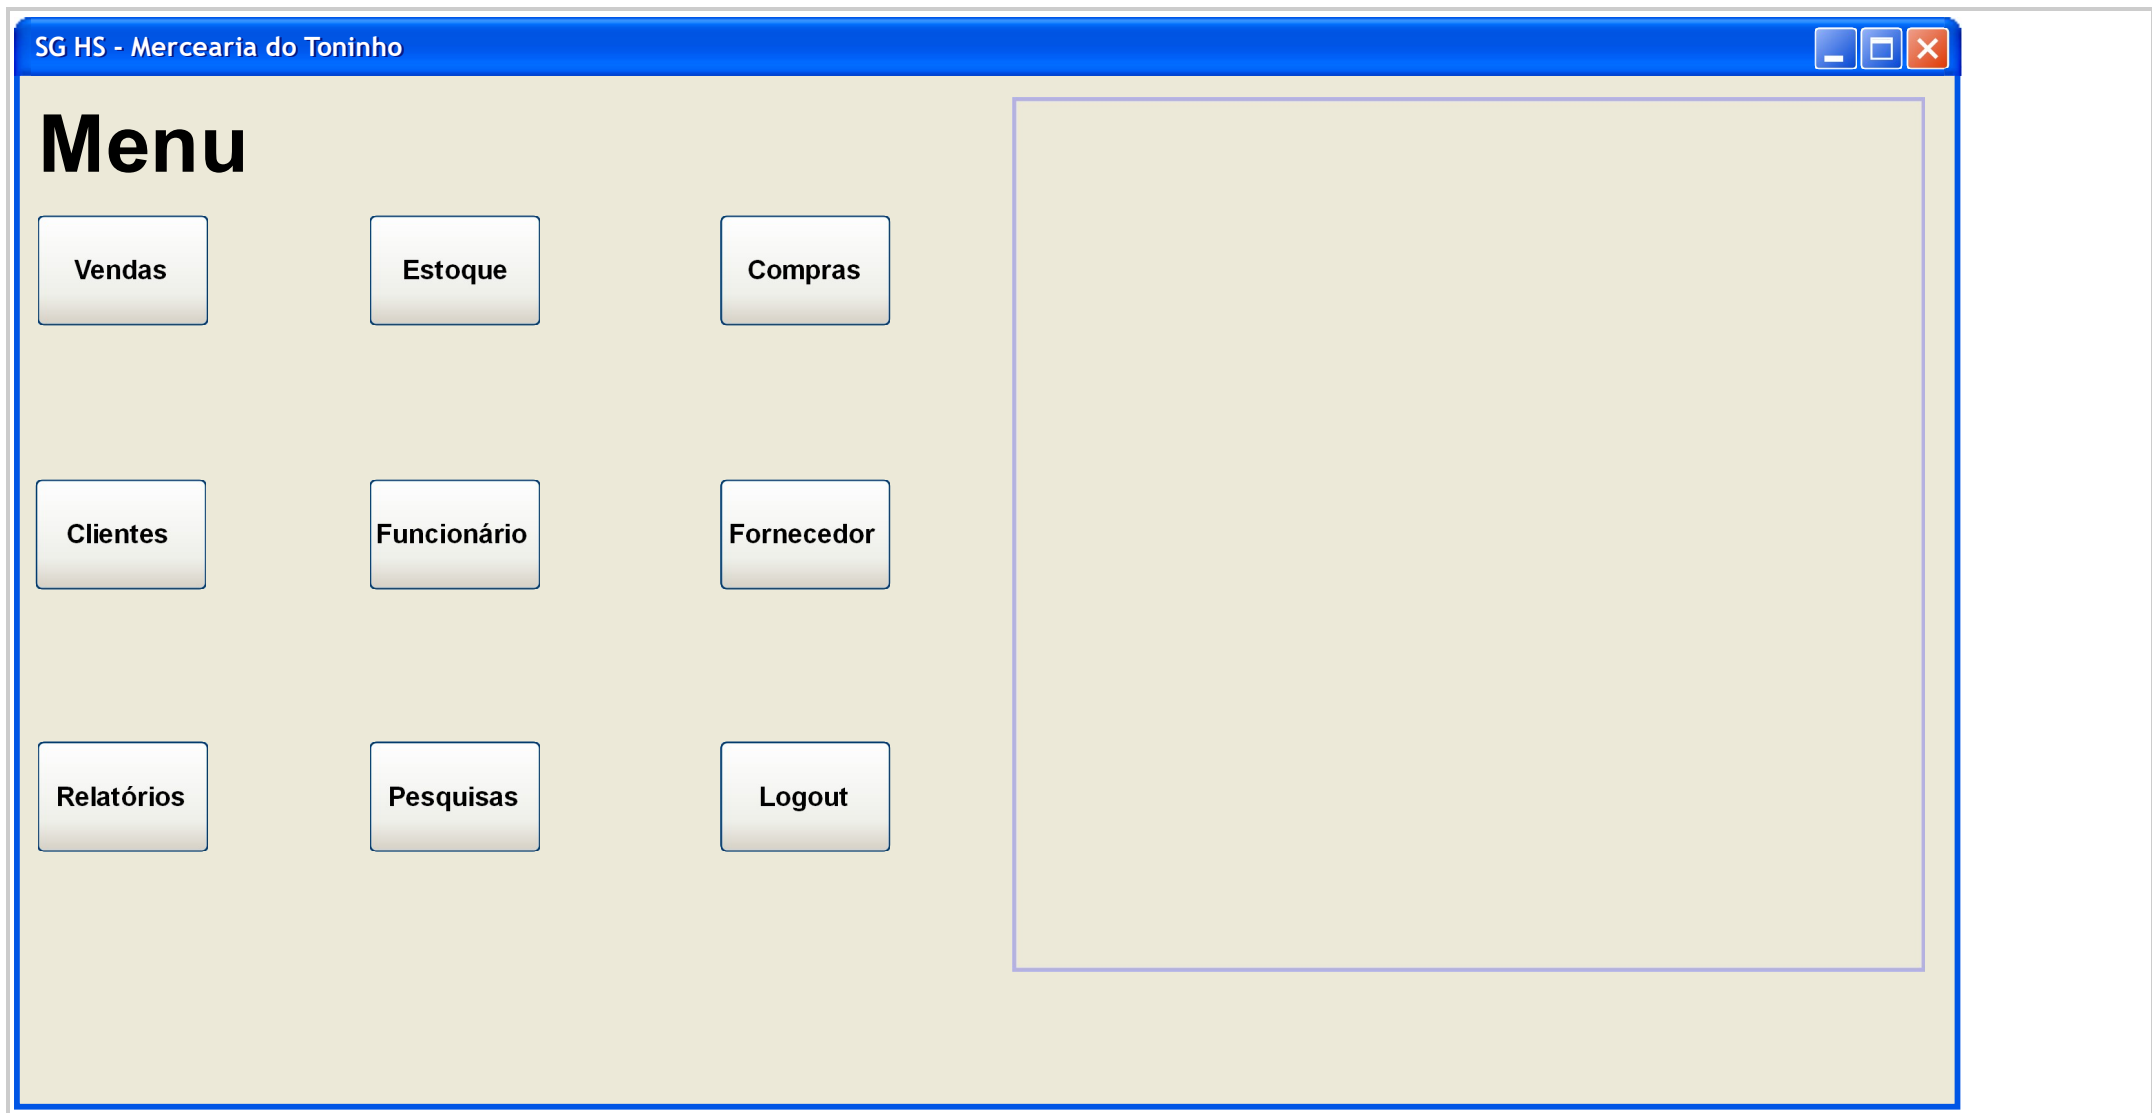 SG HS - Mercearia do Toninho
Menu
Vendas
Estoque
Compras
Clientes
Funcionário
Fornecedor
Relatórios
Pesquisas
Logout